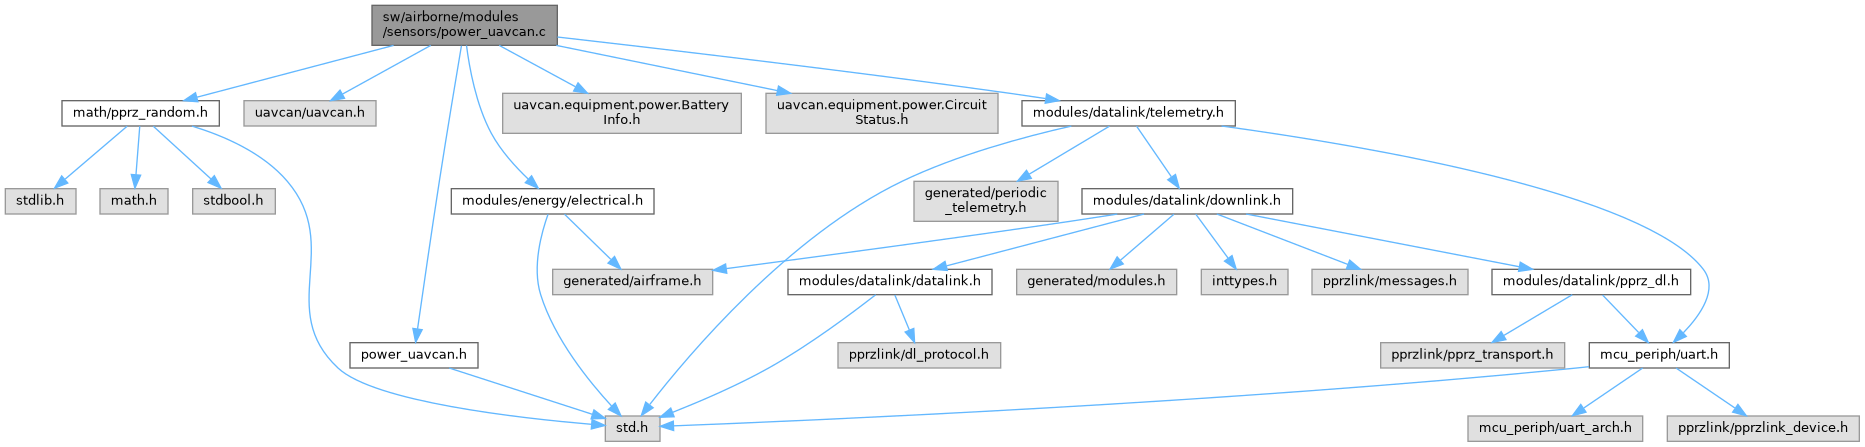 sw/airborne/modules
/sensors/power_uavcan.c
math/pprz_random.h
uavcan/uavcan.h
uavcan.equipment.power.Battery
Info.h
uavcan.equipment.power.Circuit
Status.h
modules/datalink/telemetry.h
stdlib.h
math.h
stdbool.h
modules/energy/electrical.h
generated/periodic
_telemetry.h
modules/datalink/downlink.h
generated/airframe.h
modules/datalink/datalink.h
generated/modules.h
inttypes.h
pprzlink/messages.h
modules/datalink/pprz_dl.h
power_uavcan.h
pprzlink/dl_protocol.h
pprzlink/pprz_transport.h
mcu_periph/uart.h
std.h
mcu_periph/uart_arch.h
pprzlink/pprzlink_device.h